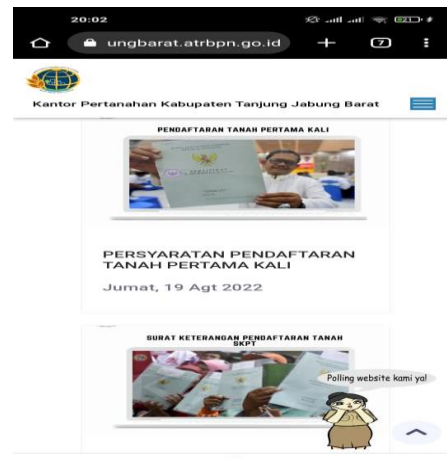 20:02
21
ungbarat.atrbpn.go.id
7
Kantor Pertanahan Kabupaten Tanjung Jabung Barat
PENDAFTARAN TANAH PERTAMA KALI
PERSYARATAN PENDAFTARAN
TANAH PERTAMA KALI
Jumat, 19 Agt 2022
SURAT KETERANGAN PENDAFTARAN TANAH
SKPT
Polling website kami ya!